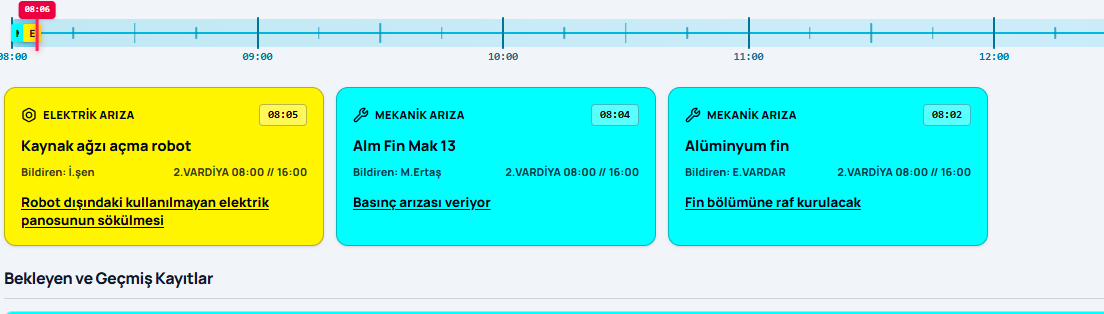 08:06
M
E
08:00
09:00
10:00
11:00
12:00
ELEKTRİK ARIZA 08:05
Kaynak ağzı açma robot
Bildiren: İ.şen 2.VARDİYA 08:00 // 16:00
Robot dışındaki kullanılmayan elektrik
panosunun sökülmesi
MEKANİK ARIZA 08:04
Alm Fin Mak 13
Bildiren: M.Ertaş 2.VARDİYA 08:00 // 16:00
Basınç arızası veriyor
MEKANİK ARIZA 08:02
Alüminyum fin
Bildiren: E.VARDAR 2.VARDİYA 08:00 // 16:00
Fin bölümüne raf kurulacak
Bekleyen ve Geçmiş Kayıtlar